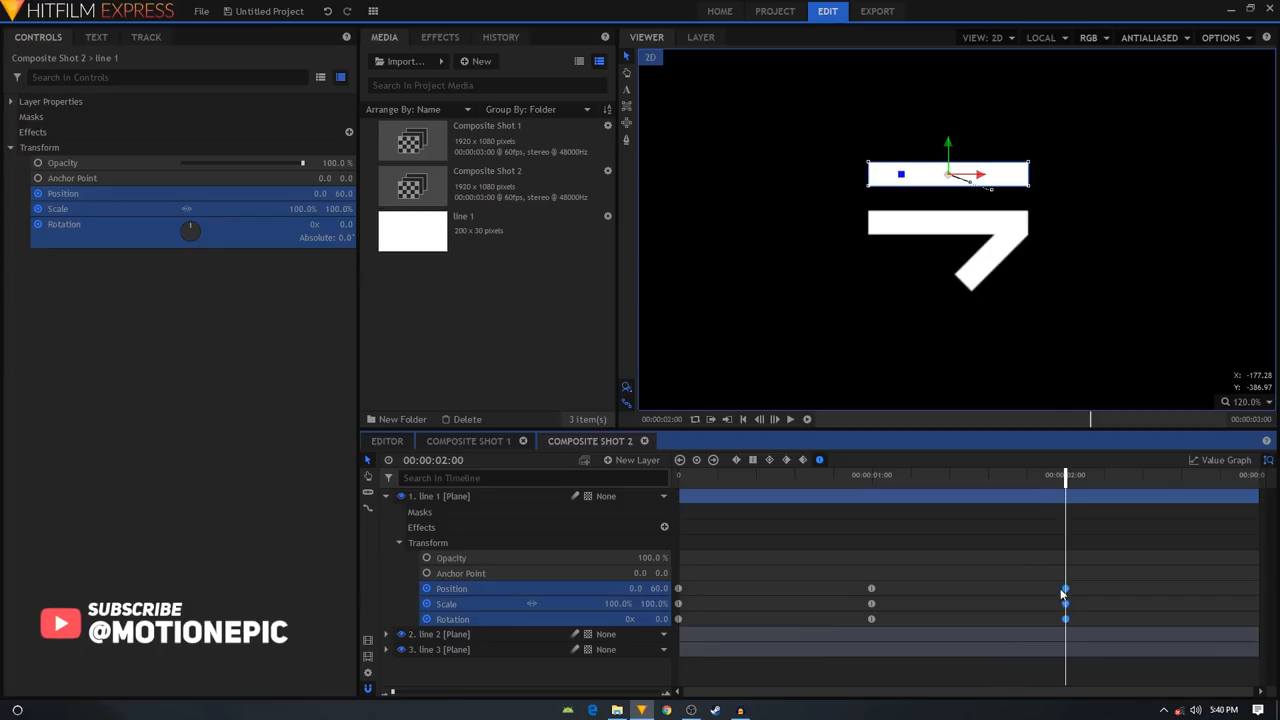 HITFILM EXPRESS File Untitled Project HOME PROJECT EDIT EXPORT
CONTROLS TEXT TRACK
Composite Shot 2 > line 1
Search in Controls
Layer Properties
Masks
Effects
Transform
Opacity 100.0 %
Anchor Point 0.0 0.0
Position 0.0 60.0
Scale 100.0% 100.0%
Rotation 0x 0.0
Absolute: 0.0°
MEDIA EFFECTS HISTORY
Import... New
Search in Project Media
Arrange By: Name Group By: Folder
Composite Shot 1
1920 x 1080 pixels
00:00:03:00 @ 60fps, stereo @ 48000Hz
Composite Shot 2
1920 x 1080 pixels
00:00:03:00 @ 60fps, stereo @ 48000Hz
line 1
200 x 30 pixels
New Folder Delete 3 item(s)
VIEWER LAYER VIEW: 2D LOCAL RGB ANTIALIASED OPTIONS
2D
X: -177.28
Y: -386.97
120.0%
00:00:02:00 00:00:03:00
EDITOR COMPOSITE SHOT 1 COMPOSITE SHOT 2
00:00:02:00 New Layer Value Graph
Search in Timeline
0 00:00:01:00 00:00:02:00 00:00:0
1. line 1 [Plane] None
Masks
Effects
Transform
Opacity 100.0 %
Anchor Point 0.0 0.0
Position 0.0 60.0
Scale 100.0% 100.0%
Rotation 0x 0.0
2. line 2 [Plane] None
3. line 3 [Plane] None
SUBSCRIBE
@MOTIONEPIC
5:40 PM